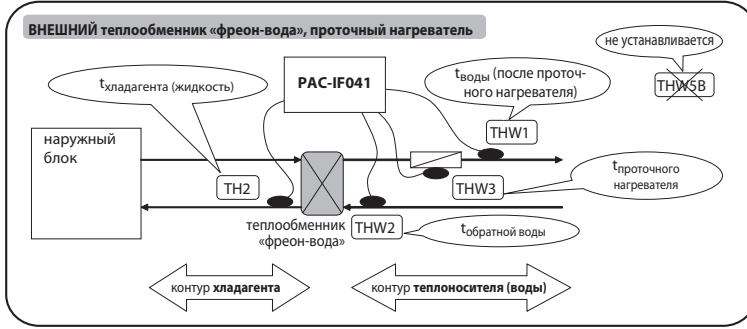 ВНЕШНИЙ теплообменник «фреон-вода», проточный нагреватель
не устанавливается
THW5B
tхладагента (жидкость)
PAC-IF041
tводы (после проточ-
ного нагревателя)
THW1
наружный
блок
TH2
THW3
tпроточного
нагревателя
теплообменник
«фреон-вода»
THW2
tобратной воды
контур хладагента
контур теплоносителя (воды)